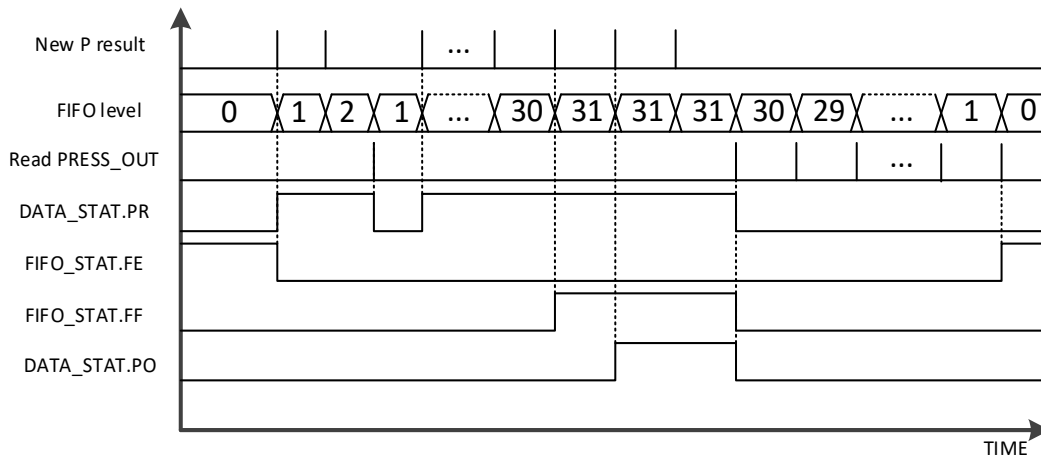 New P result
...
FIFO level
0 1 2 1 ... 30 31 31 31 30 29 ... 1 0
Read PRESS_OUT
...
DATA_STAT.PR
FIFO_STAT.FE
FIFO_STAT.FF
DATA_STAT.PO
TIME